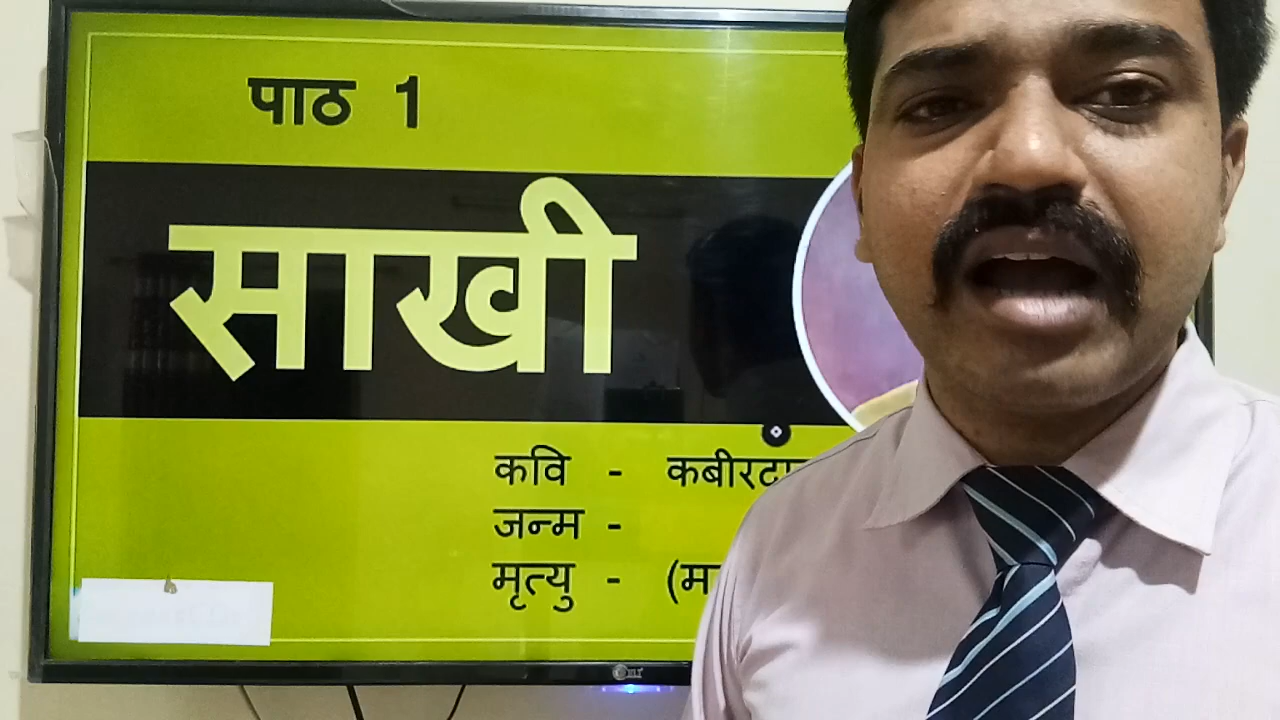 पाठ 1
साखी
कवि -
जन्म -
मृत्यु -